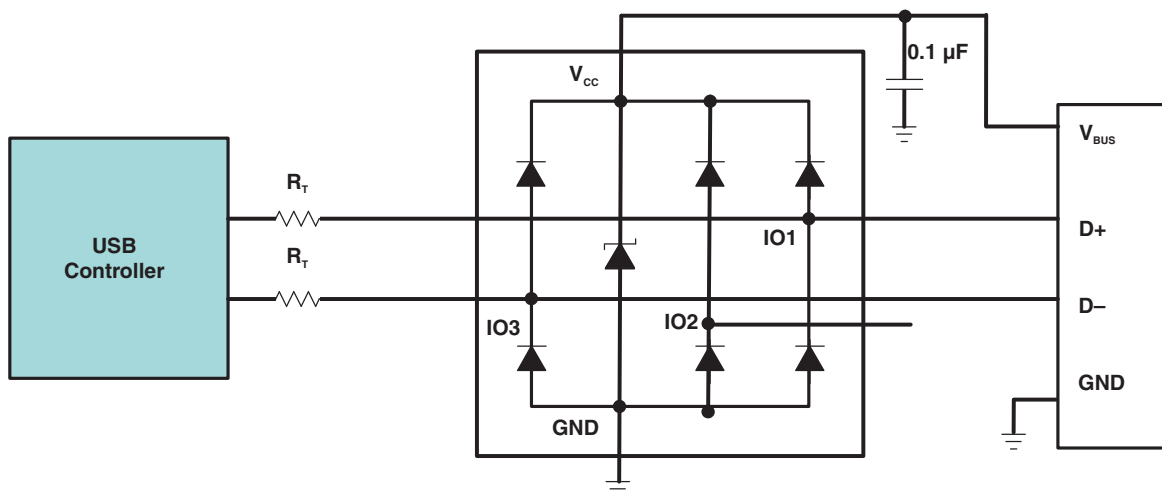 0.1 µF
V_CC
V_BUS
R_T
D+
IO1
USB
Controller
R_T
D–
IO3
IO2
GND
GND